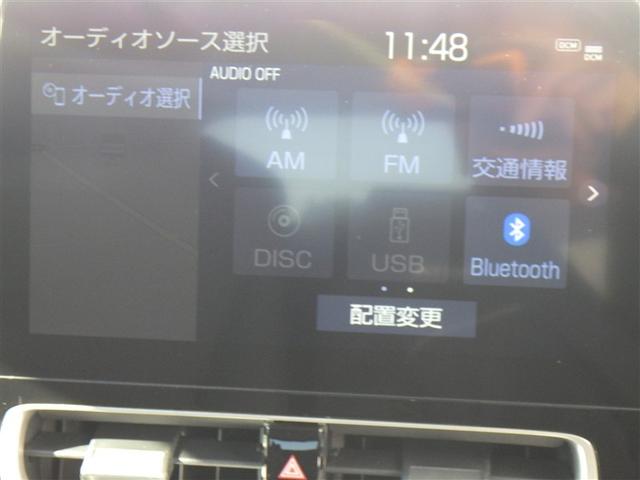 オーディオソース選択
11:48
DCM
DCM
オーディオ選択
AUDIO OFF
AM
FM
交通情報
DISC
USB
Bluetooth
配置変更